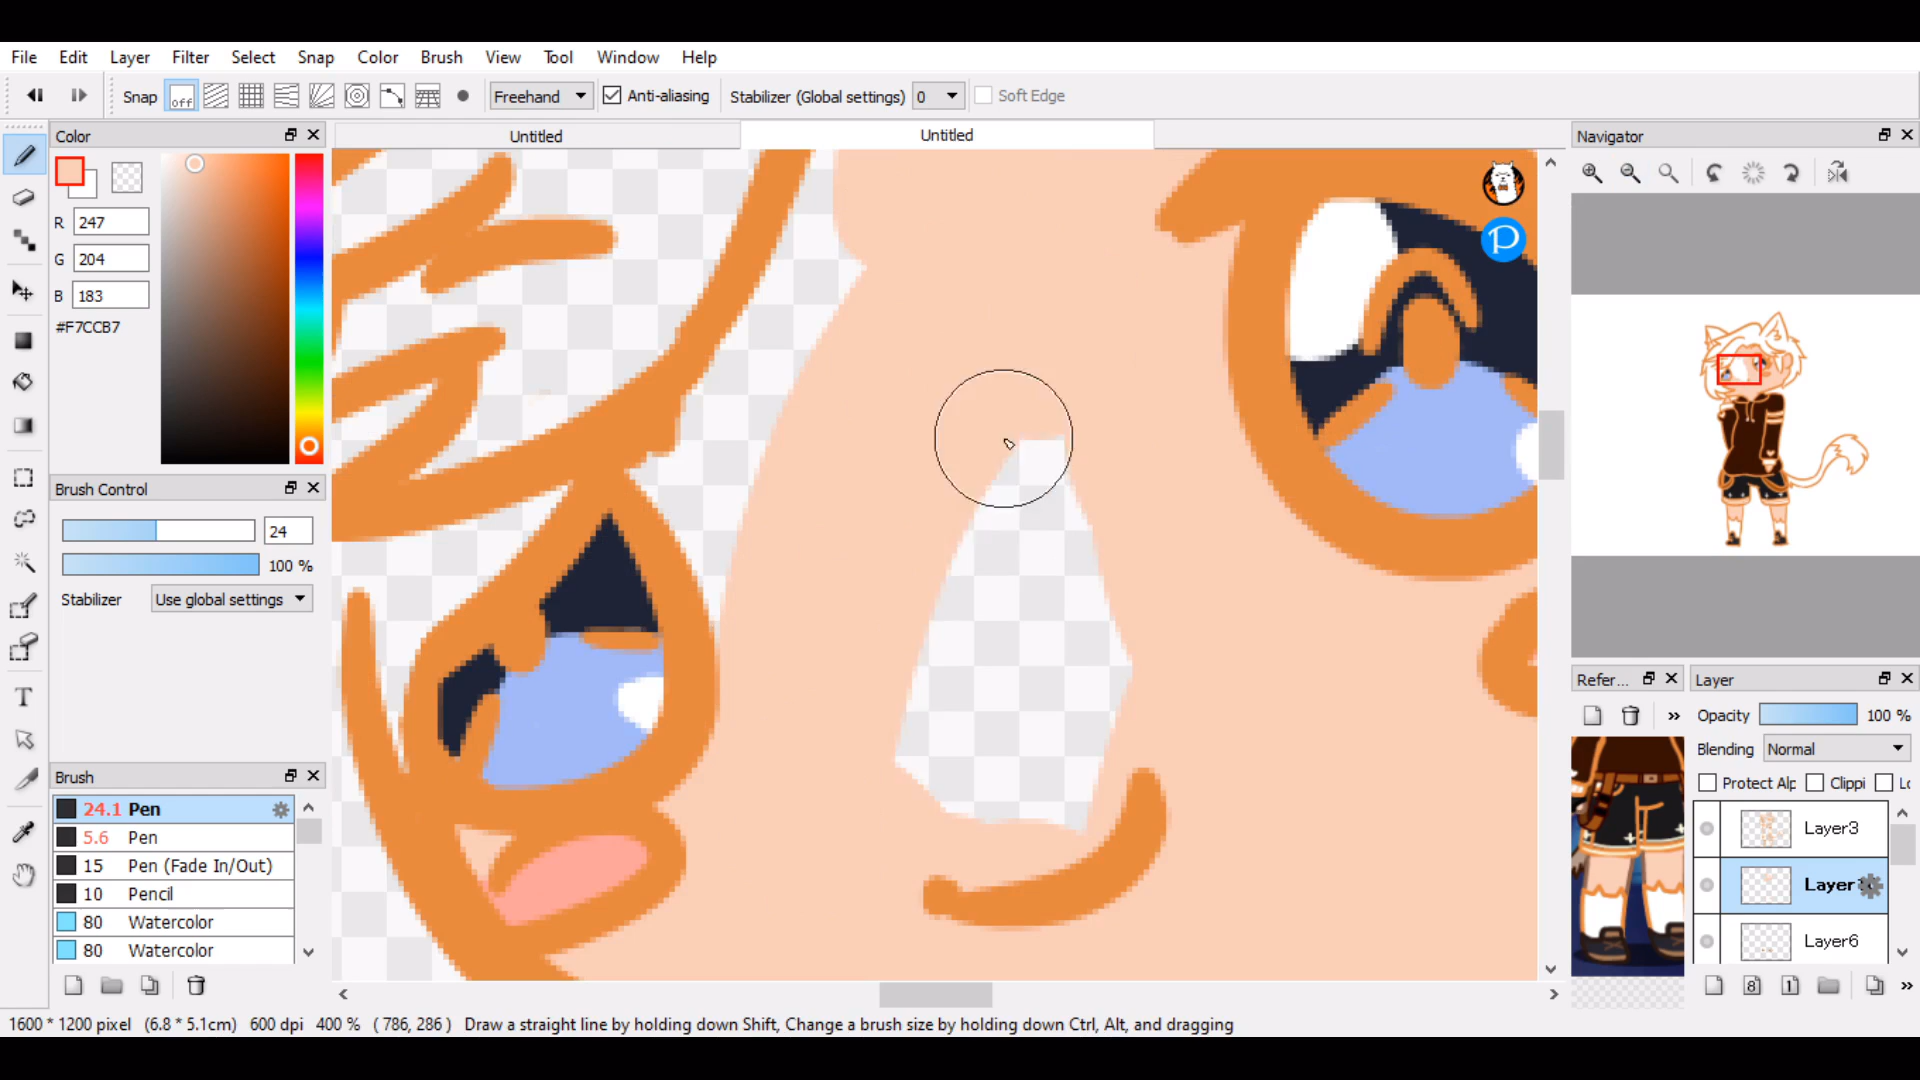 File Edit Layer Filter Select Snap Color Brush View Tool Window Help
Snap off Freehand Anti-aliasing Stabilizer (Global settings) 0 Soft Edge
Color
Untitled
Untitled
Navigator
R 247
G 204
B 183
#F7CCB7
Brush Control
24
100 %
Stabilizer Use global settings
Brush
24.1 Pen
5.6 Pen
15 Pen (Fade In/Out)
10 Pencil
80 Watercolor
80 Watercolor
Refer...
Layer
Opacity 100 %
Blending Normal
Protect Alp Clippi Lo
Layer3
Layer
Layer6
8 1
1600 * 1200 pixel (6.8 * 5.1cm) 600 dpi 400 % ( 786, 286 ) Draw a straight line by holding down Shift, Change a brush size by holding down Ctrl, Alt, and dragging